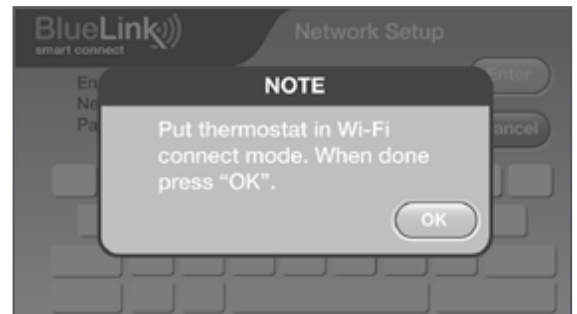 BlueLink
smart connect
Network Setup
Enter
NOTE
Put thermostat in Wi-Fi
connect mode. When done
press “OK”.
OK